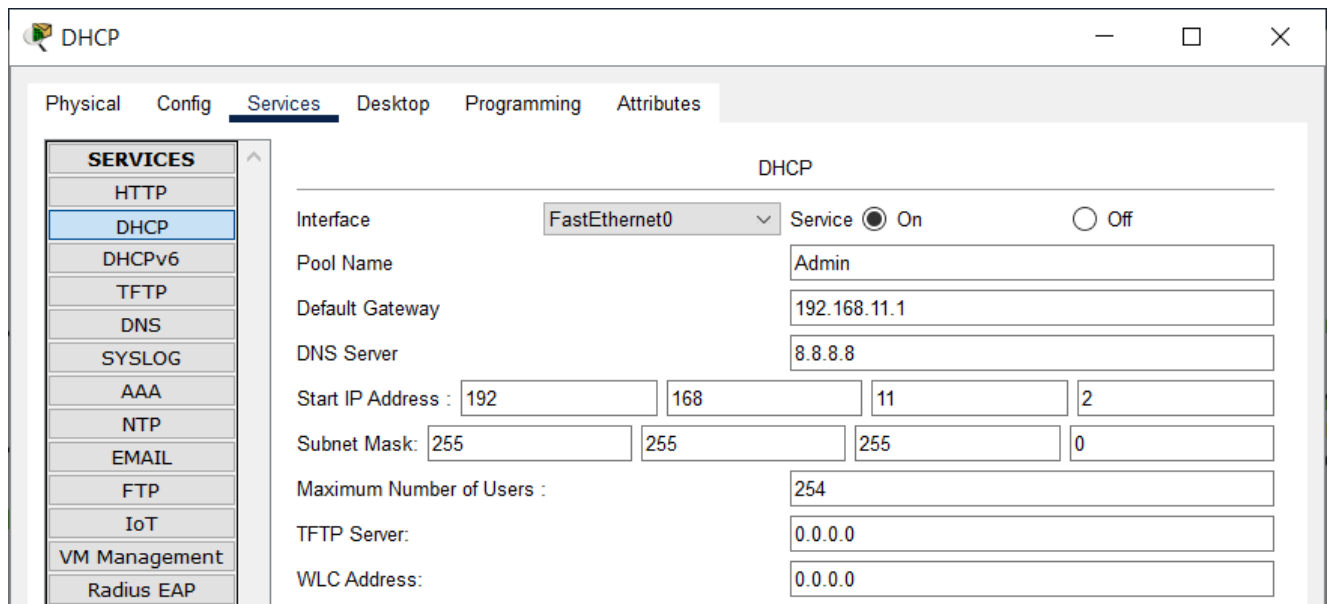 DHCP
Physical Config Services Desktop Programming Attributes
SERVICES
HTTP
DHCP
DHCPv6
TFTP
DNS
SYSLOG
AAA
NTP
EMAIL
FTP
IoT
VM Management
Radius EAP
DHCP
Interface FastEthernet0 Service On Off
Pool Name Admin
Default Gateway 192.168.11.1
DNS Server 8.8.8.8
Start IP Address : 192 168 11 2
Subnet Mask: 255 255 255 0
Maximum Number of Users : 254
TFTP Server: 0.0.0.0
WLC Address: 0.0.0.0